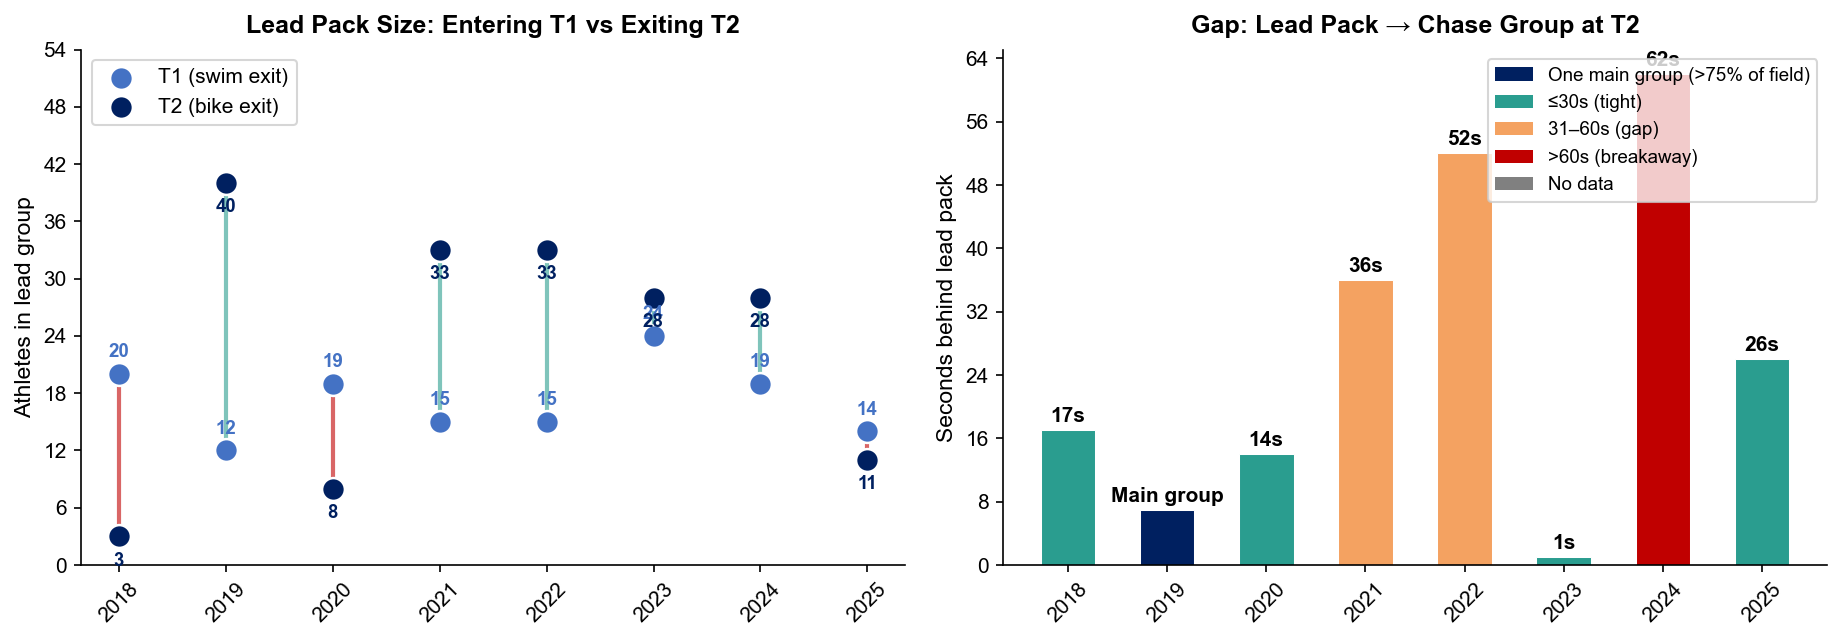 Lead Pack Size: Entering T1 vs Exiting T2
Athletes in lead group
54
48
42
36
30
24
18
12
6
0
T1 (swim exit)
T2 (bike exit)
20
3
40
12
19
8
33
15
33
15
24
28
28
19
14
11
2018
2019
2020
2021
2022
2023
2024
2025
Gap: Lead Pack → Chase Group at T2
Seconds behind lead pack
64
56
48
40
32
24
16
8
0
One main group (>75% of field)
≤30s (tight)
31–60s (gap)
>60s (breakaway)
No data
17s
Main group
14s
36s
52s
1s
62s
26s
2018
2019
2020
2021
2022
2023
2024
2025